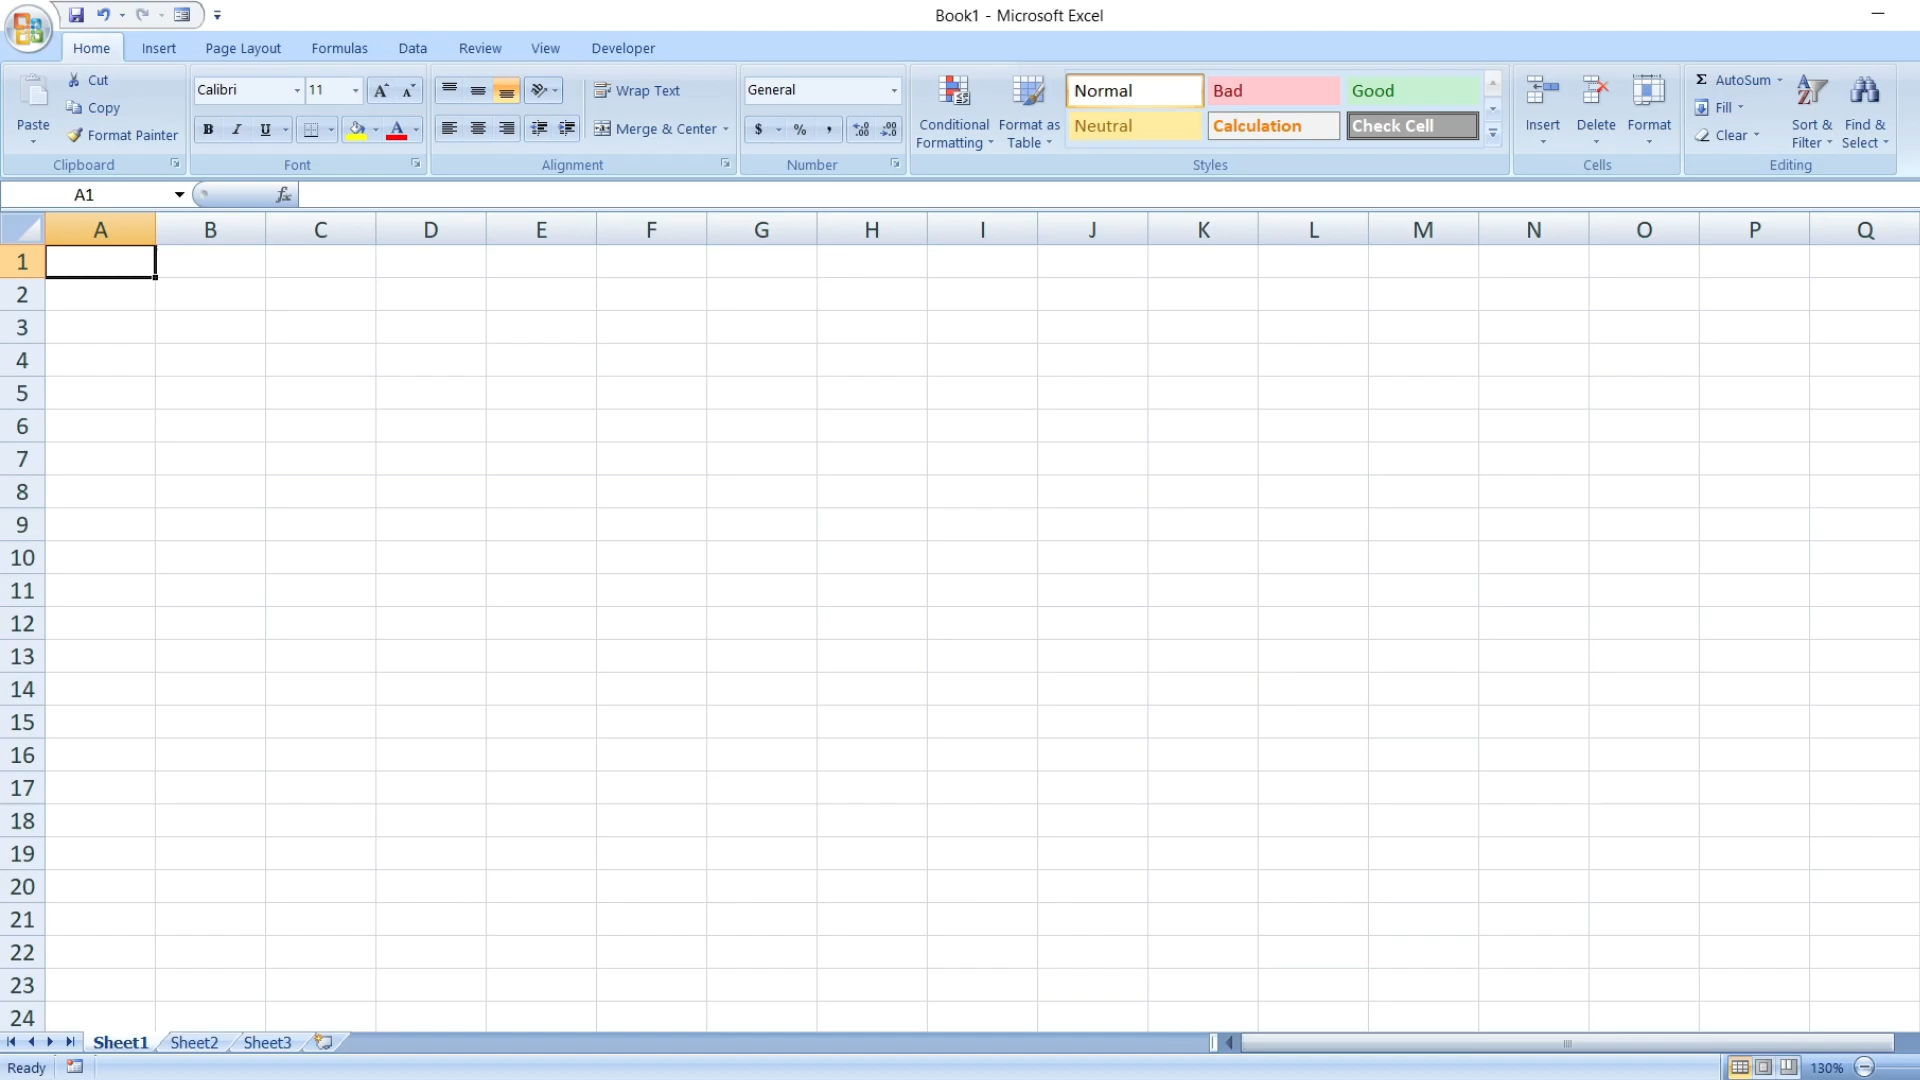 Book1 - Microsoft Excel
Home Insert Page Layout Formulas Data Review View Developer
Cut
Copy
Format Painter
Paste
Clipboard
Calibri 11
B I U A
Font
Wrap Text
Merge & Center
Alignment
General
$ % ,
Number
Conditional Formatting
Format as Table
Normal Bad Good
Neutral Calculation Check Cell
Styles
Insert Delete Format
Cells
Σ AutoSum
Fill
Clear
Sort & Filter
Find & Select
Editing
A1 fx
A B C D E F G H I J K L M N O P Q
1
2
3
4
5
6
7
8
9
10
11
12
13
14
15
16
17
18
19
20
21
22
23
24
Sheet1 Sheet2 Sheet3
Ready 130%